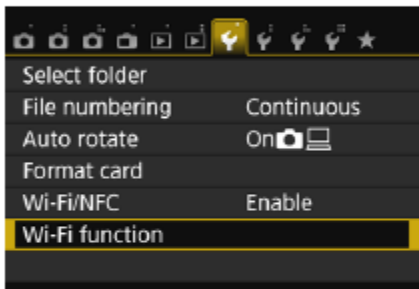 Select folder
File numbering Continuous
Auto rotate On
Format card
Wi-Fi/NFC Enable
Wi-Fi function